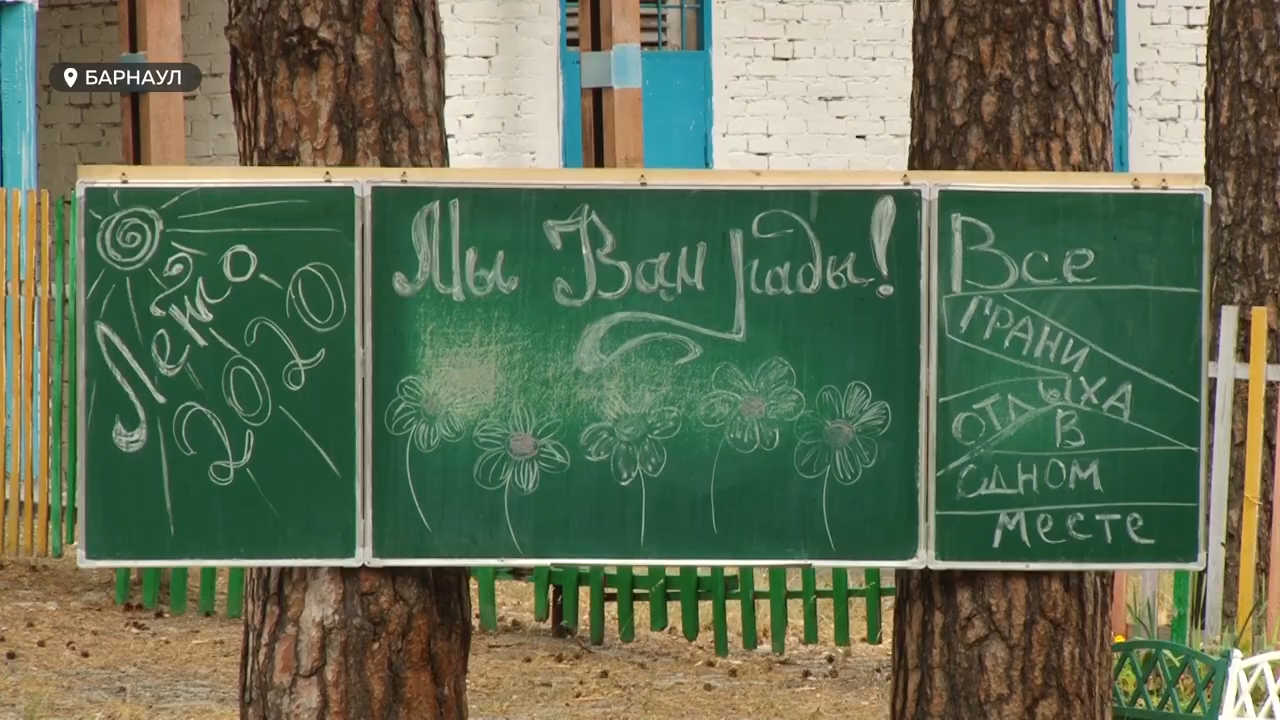 БАРНАУЛ
Лето
2020
Мы Вам рады!
Все
грани
отдыха
в
одном
месте